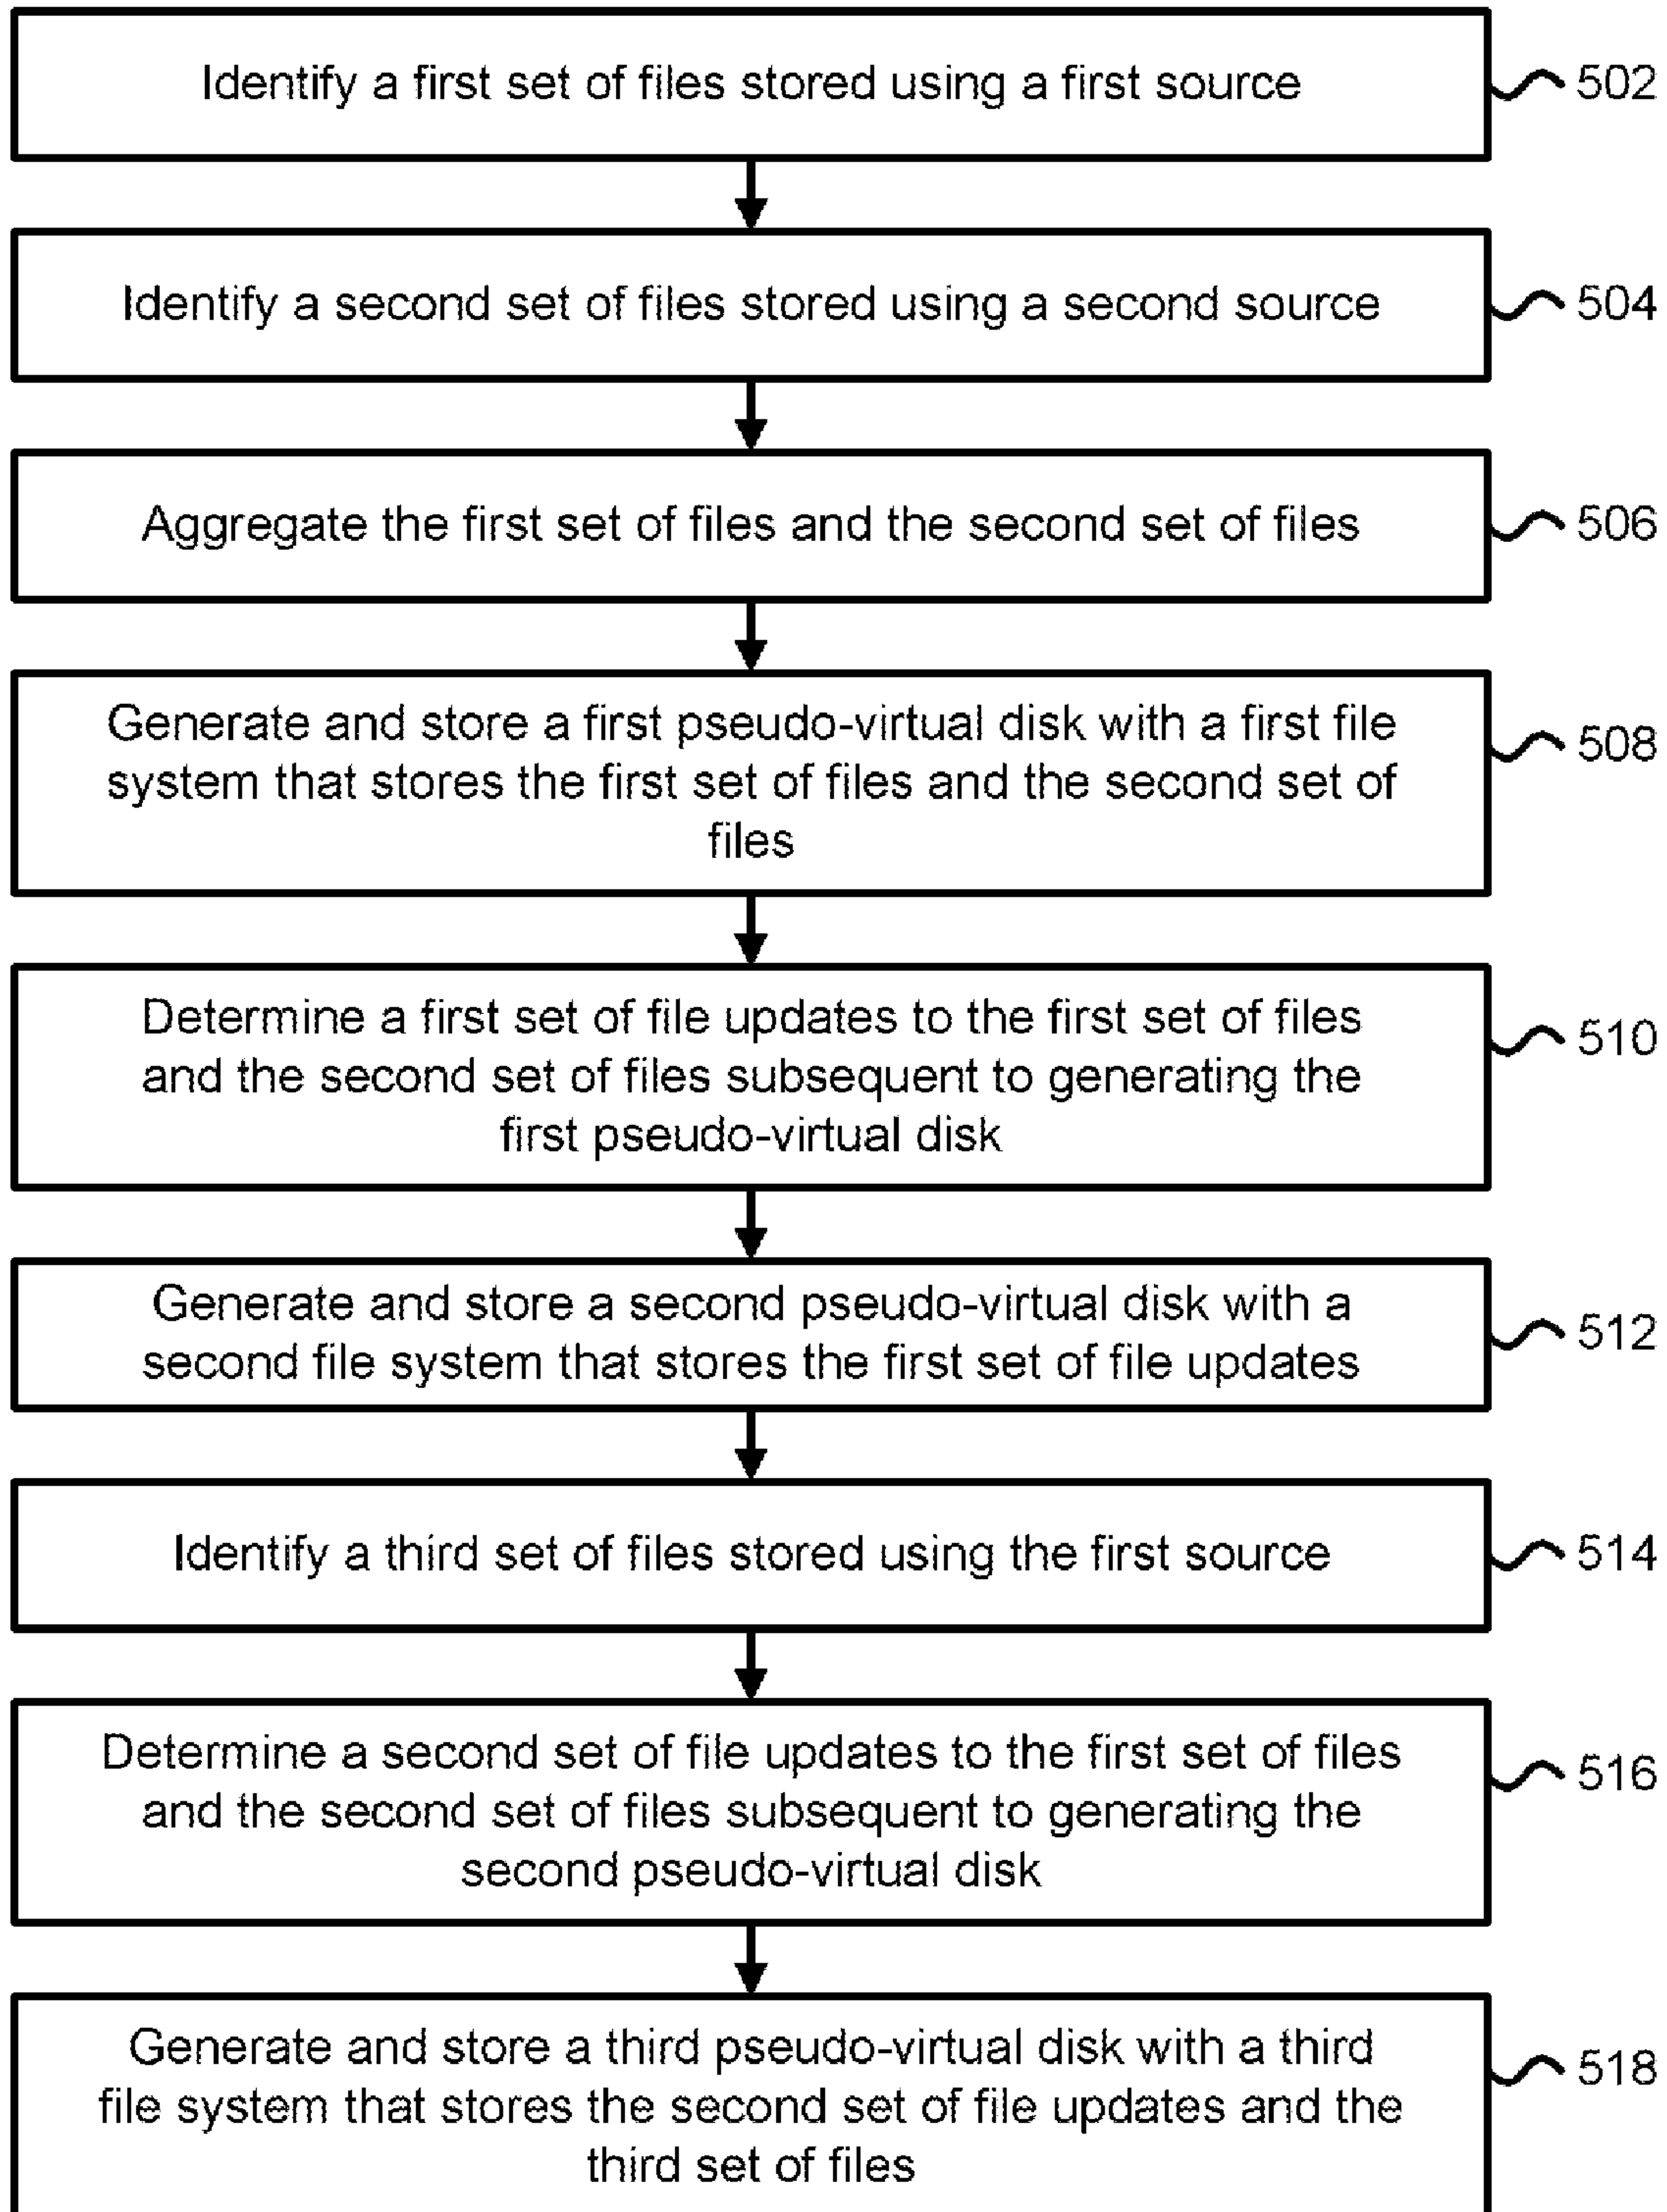 Identify a first set of files stored using a first source
502
Identify a second set of files stored using a second source
504
Aggregate the first set of files and the second set of files
506
Generate and store a first pseudo-virtual disk with a first file
system that stores the first set of files and the second set of
files
508
Determine a first set of file updates to the first set of files
and the second set of files subsequent to generating the
first pseudo-virtual disk
510
Generate and store a second pseudo-virtual disk with a
second file system that stores the first set of file updates
512
Identify a third set of files stored using the first source
514
Determine a second set of file updates to the first set of files
and the second set of files subsequent to generating the
second pseudo-virtual disk
516
Generate and store a third pseudo-virtual disk with a third
file system that stores the second set of file updates and the
third set of files
518